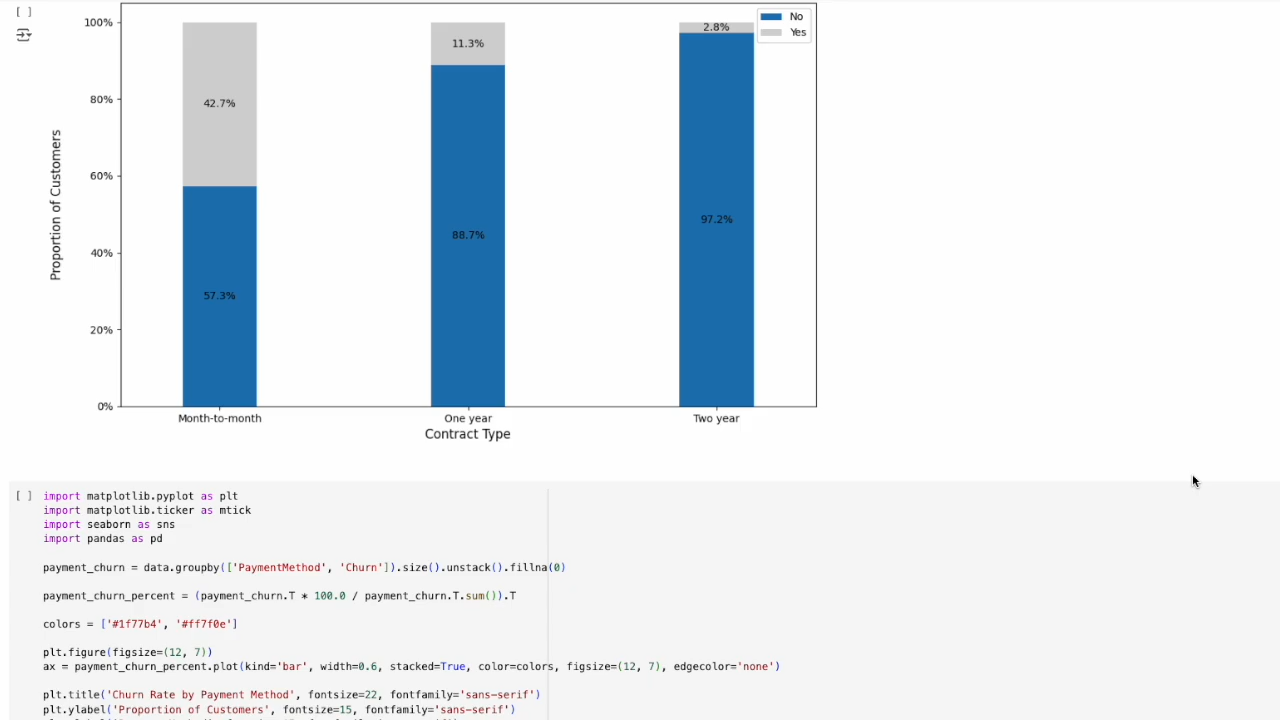 [ ]
100%
80%
60%
40%
20%
0%
Proportion of Customers
No
Yes
42.7%
11.3%
2.8%
57.3%
88.7%
97.2%
Month-to-month
One year
Two year
Contract Type
[ ]
import matplotlib.pyplot as plt
import matplotlib.ticker as mtick
import seaborn as sns
import pandas as pd
payment_churn = data.groupby(['PaymentMethod', 'Churn']).size().unstack().fillna(0)
payment_churn_percent = (payment_churn.T * 100.0 / payment_churn.T.sum()).T
colors = ['#1f77b4', '#ff7f0e']
plt.figure(figsize=(12, 7))
ax = payment_churn_percent.plot(kind='bar', width=0.6, stacked=True, color=colors, figsize=(12, 7), edgecolor='none')
plt.title('Churn Rate by Payment Method', fontsize=22, fontfamily='sans-serif')
plt.ylabel('Proportion of Customers', fontsize=15, fontfamily='sans-serif')